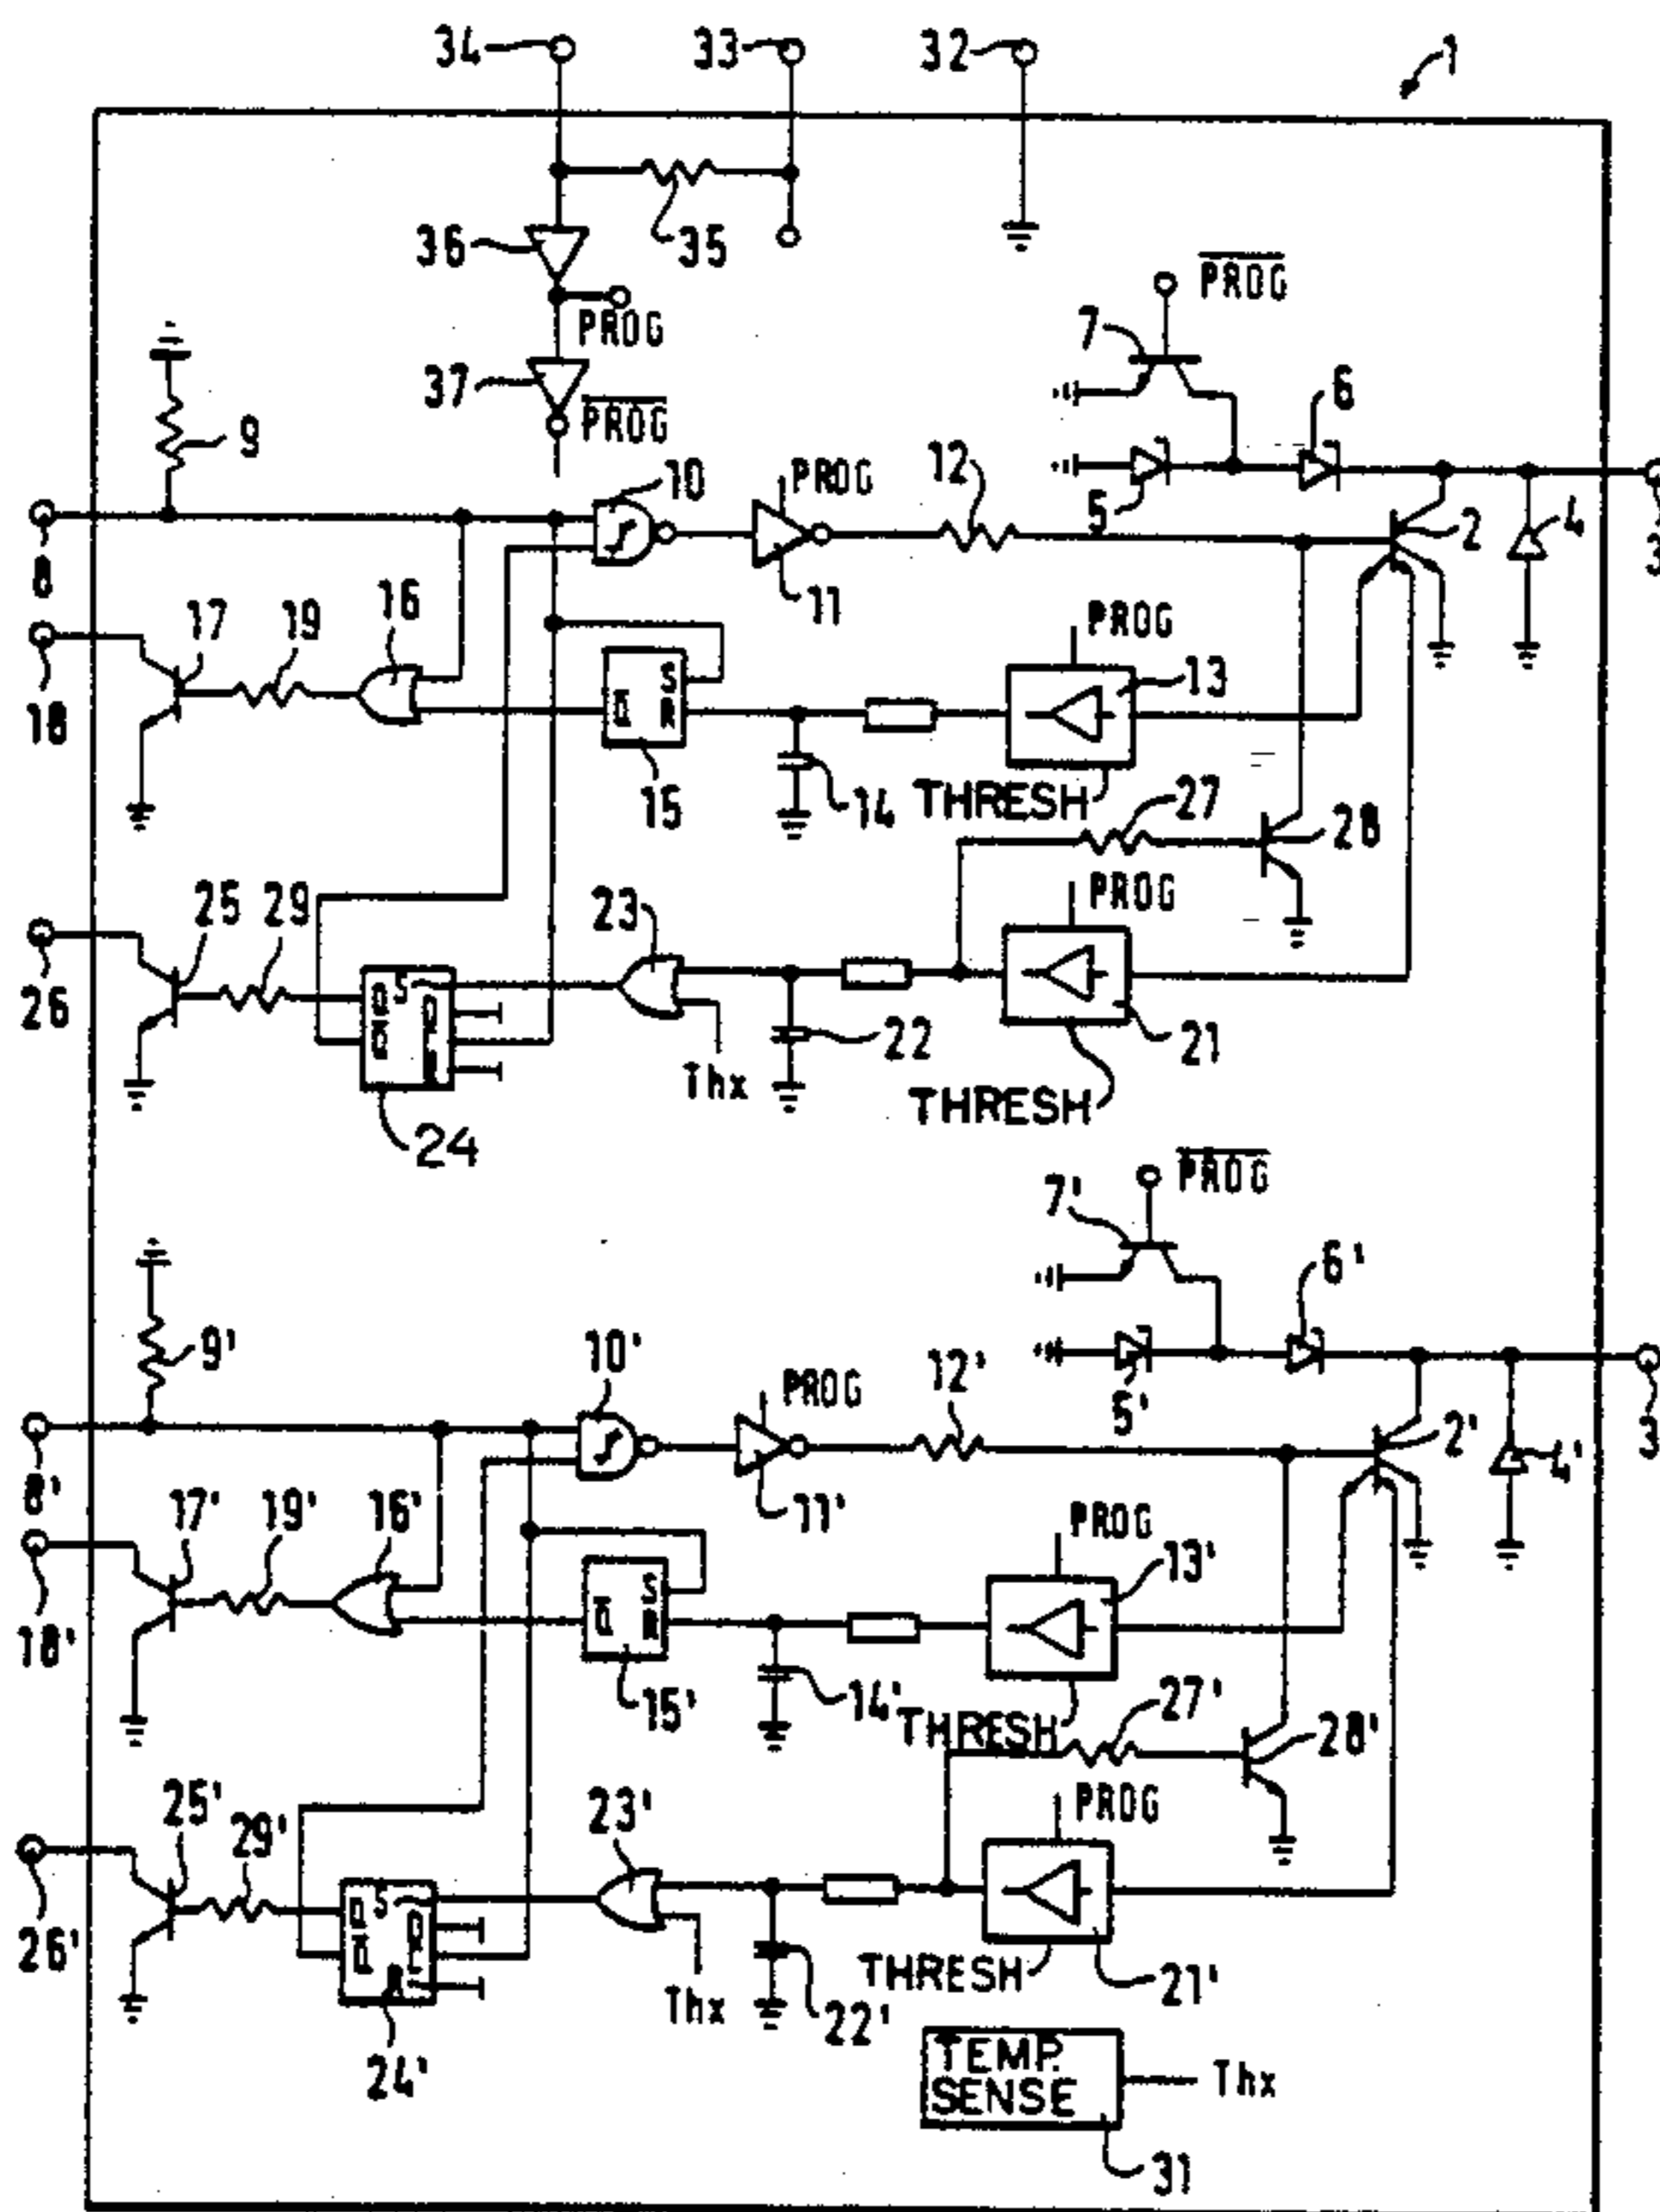 34 33 32 1
36 35
PROG
37 PROG
PROG
7
6
9
10 PROG 12
5 2 4
8 11 3
17 19 16 PROG
S 13
18 Q R
15 14 THRESH 27
28
25 29 23 PROG
26 Q S D
Q
22 21
Thx
THRESH
24
PROG
7'
6'
9' 10' PROG 12'
5' 2' 4'
8' 11' 3
17' 19' 16' PROG
S 13'
18' Q R
15' 14' THRESH 27'
28'
25' 29' 23' PROG
26' Q S D
Q R
Thx 22' THRESH 21'
24'
TEMP. Thx
SENSE
31